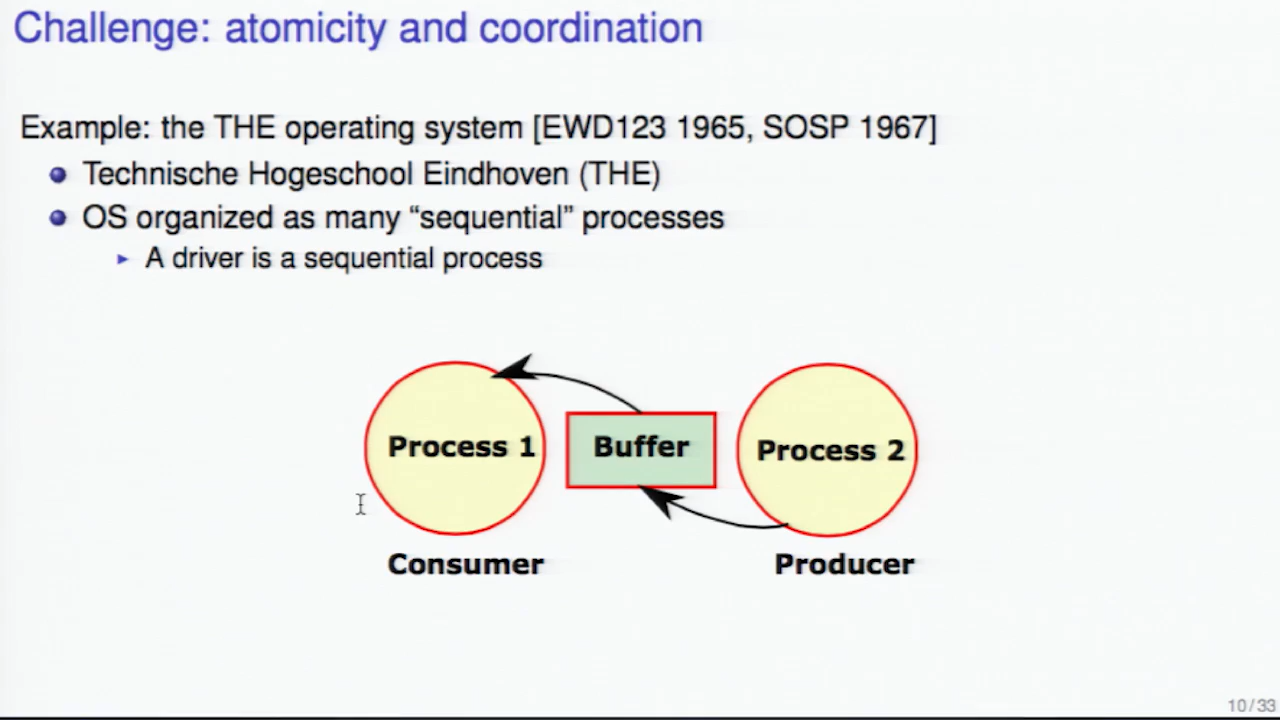 Challenge: atomicity and coordination
Example: the THE operating system [EWD123 1965, SOSP 1967]
Technische Hogeschool Eindhoven (THE)
OS organized as many “sequential” processes
A driver is a sequential process
Process 1
Buffer
Process 2
Consumer
Producer
10/33